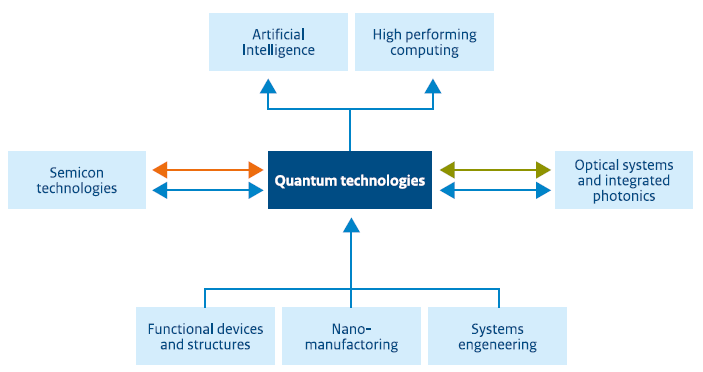 Artificial
Intelligence
High performing
computing
Semicon
technologies
Quantum technologies
Optical systems
and integrated
photonics
Functional devices
and structures
Nano-
manufactoring
Systems
engeneering